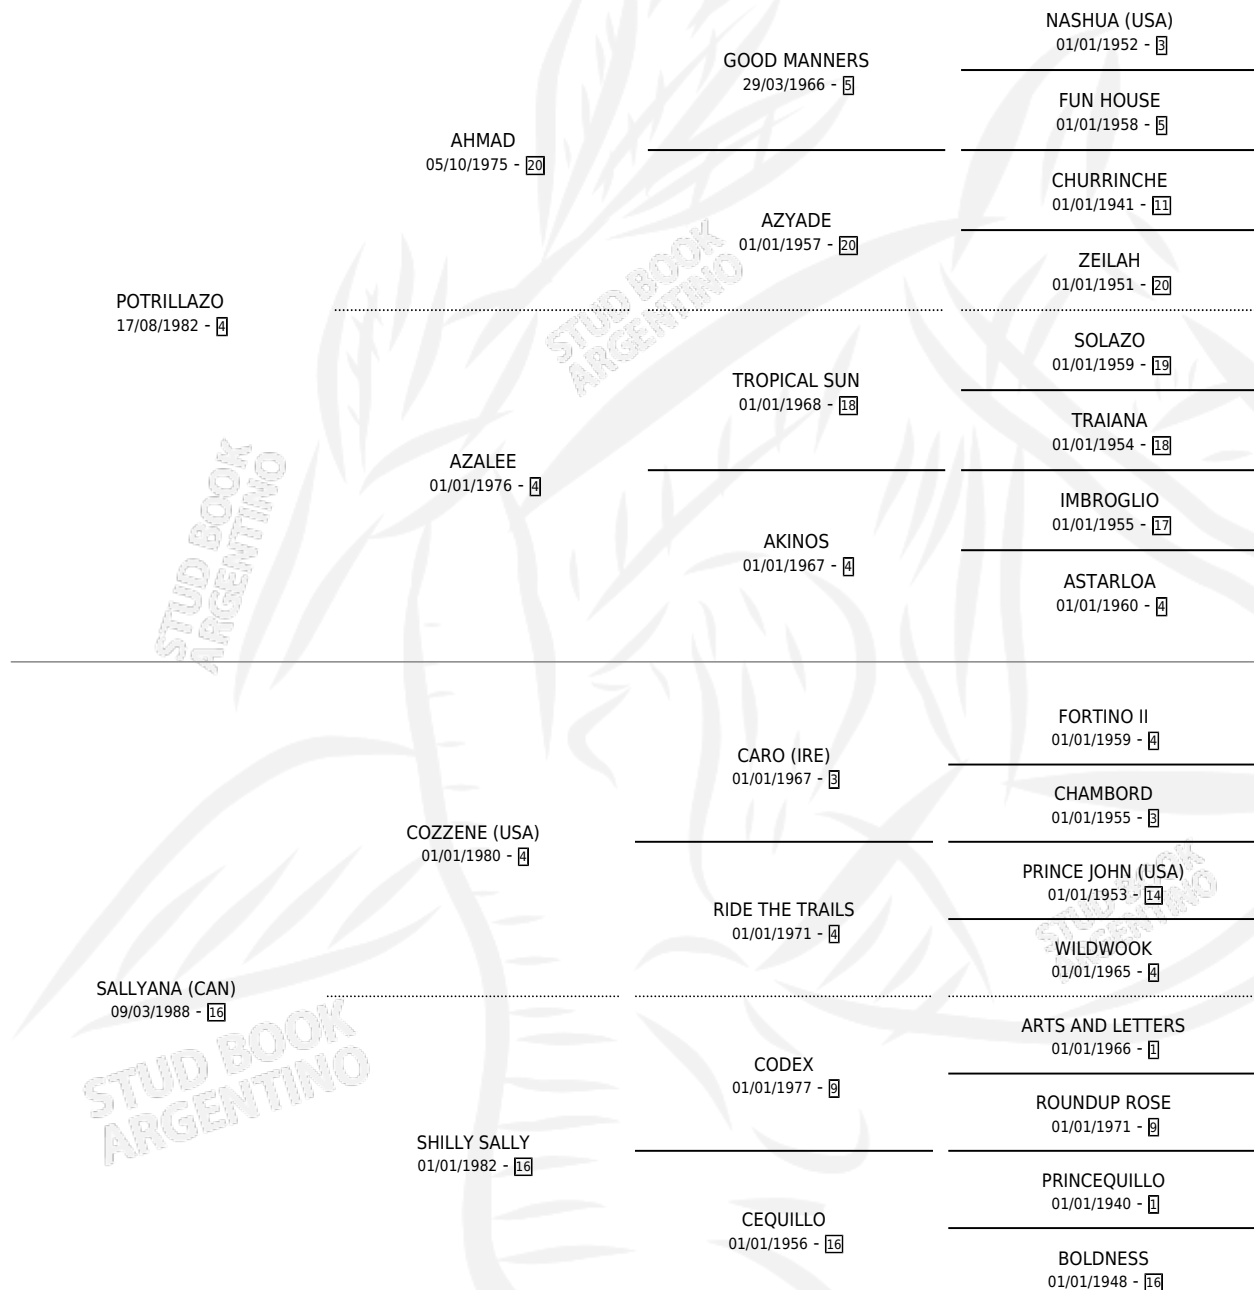 NASHUA (USA)
01/01/1952 - 3
GOOD MANNERS
29/03/1966 - 5
FUN HOUSE
01/01/1958 - 5
AHMAD
05/10/1975 - 20
CHURRINCHE
01/01/1941 - 11
AZYADE
01/01/1957 - 20
ZEILAH
01/01/1951 - 20
POTRILLAZO
17/08/1982 - 4
SOLAZO
01/01/1959 - 19
TROPICAL SUN
01/01/1968 - 18
TRAIANA
01/01/1954 - 18
AZALEE
01/01/1976 - 4
IMBROGLIO
01/01/1955 - 17
AKINOS
01/01/1967 - 4
ASTARLOA
01/01/1960 - 4
STUD BOOK
ARGENTINO
STUD BOOK
ARGENTINO
FORTINO II
01/01/1959 - 4
CARO (IRE)
01/01/1967 - 3
CHAMBORD
01/01/1955 - 3
COZZENE (USA)
01/01/1980 - 4
PRINCE JOHN (USA)
01/01/1953 - 14
RIDE THE TRAILS
01/01/1971 - 4
WILDWOOK
01/01/1965 - 4
SALLYANA (CAN)
09/03/1988 - 16
ARTS AND LETTERS
01/01/1966 - 1
CODEX
01/01/1977 - 9
ROUNDUP ROSE
01/01/1971 - 9
SHILLY SALLY
01/01/1982 - 16
PRINCEQUILLO
01/01/1940 - 1
CEQUILLO
01/01/1956 - 16
BOLDNESS
01/01/1948 - 16
STUD BOOK
ARGENTINO
STUD BOOK
ARGENTINO